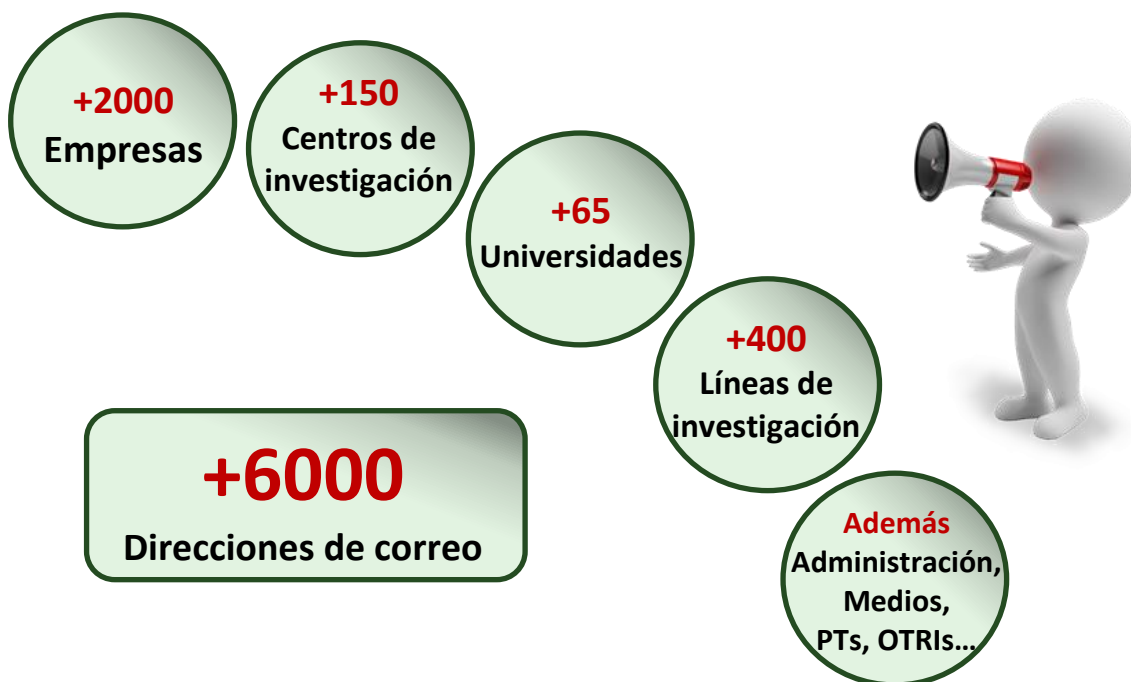 +2000
Empresas
+150
Centros de
investigación
+65
Universidades
+400
Líneas de
investigación
+6000
Direcciones de correo
Además
Administración,
Medios,
PTs, OTRIs...